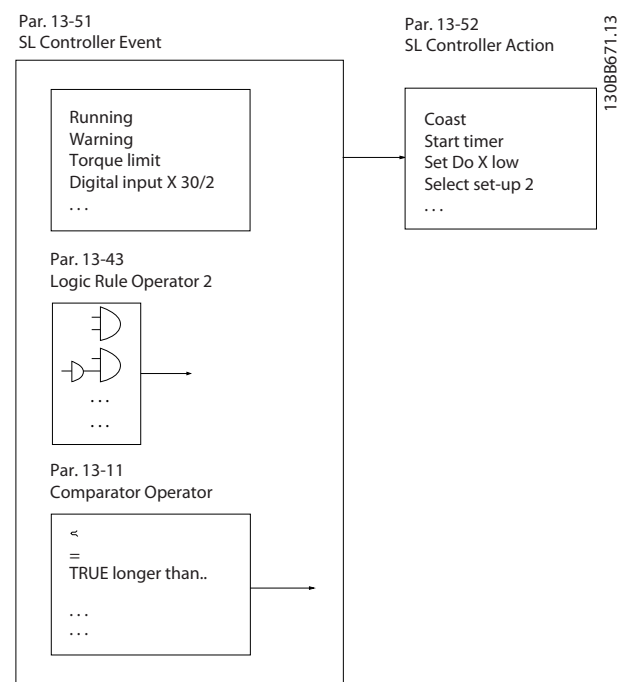 Par. 13-51
SL Controller Event
Par. 13-52
SL Controller Action
130BB671.13
Running
Warning
Torque limit
Digital input X 30/2
. . .
Coast
Start timer
Set Do X low
Select set-up 2
. . .
Par. 13-43
Logic Rule Operator 2
. . .
. . .
Par. 13-11
Comparator Operator
=
TRUE longer than..
. . .
. . .